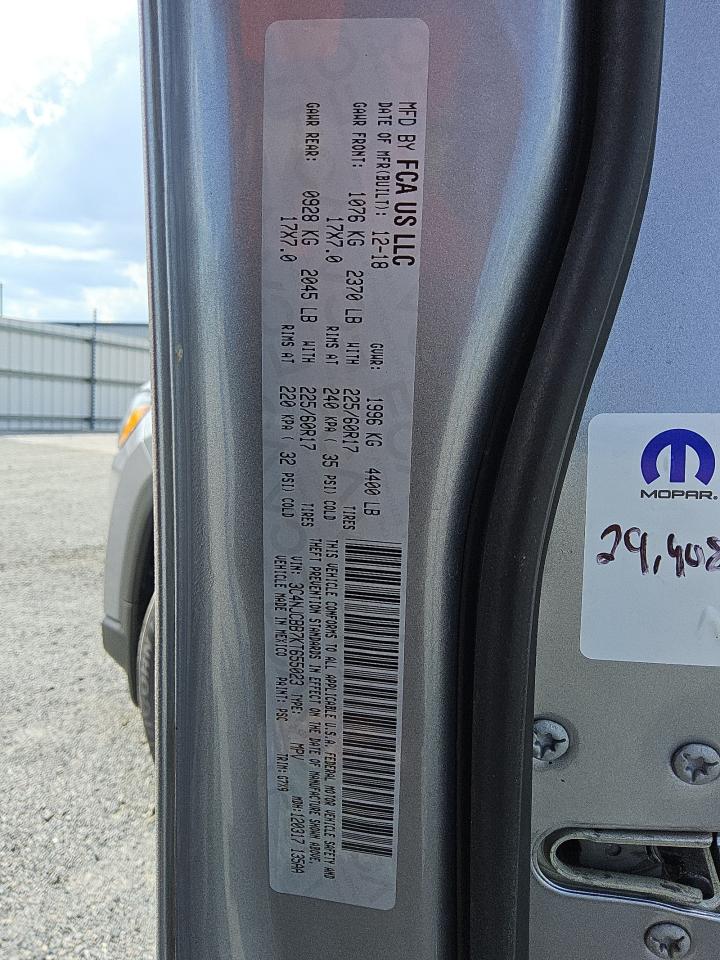 MFD BY FCA US LLC
DATE OF MFR(BUILT): 12-18 GVWR: 1996 KG 4400 LB
GAWR FRONT: 1076 KG 2370 LB WITH 225/60R17 TIRES
17X7.0 RIMS AT 240 KPA ( 35 PSI) COLD
GAWR REAR: 0928 KG 2045 LB WITH 225/60R17 TIRES
17X7.0 RIMS AT 220 KPA ( 32 PSI) COLD
THIS VEHICLE CONFORMS TO ALL APPLICABLE U.S.A. FEDERAL MOTOR VEHICLE SAFETY AND
THEFT PREVENTION STANDARDS IN EFFECT ON THE DATE OF MANUFACTURE SHOWN ABOVE.
VIN: 3C4NJCBB7KT655023 TYPE: MPV MDH:120317 135AA
VEHICLE MADE IN MEXICO PAINT: PSC TRIM:
MOPAR.
29,408